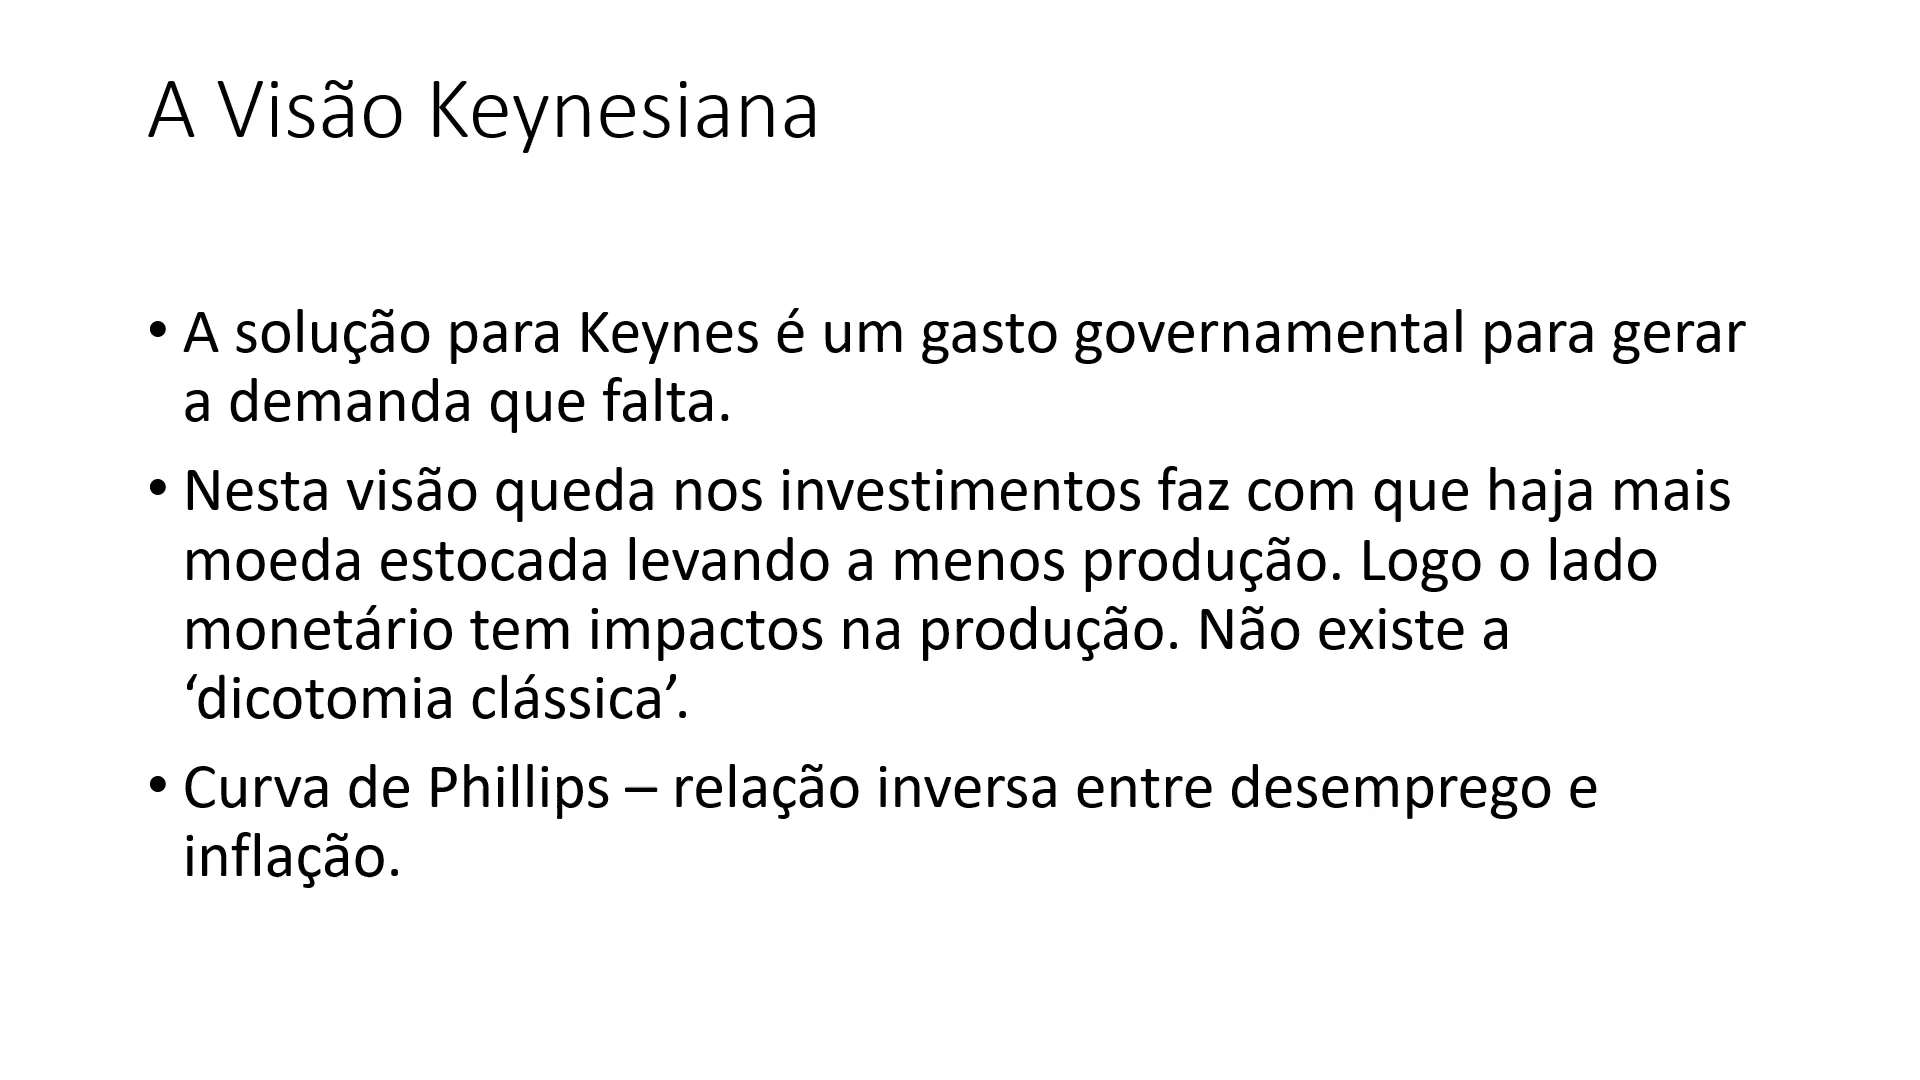 A Visão Keynesiana
• A solução para Keynes é um gasto governamental para gerar
a demanda que falta.
• Nesta visão queda nos investimentos faz com que haja mais
moeda estocada levando a menos produção. Logo o lado
monetário tem impactos na produção. Não existe a
‘dicotomia clássica’.
• Curva de Phillips – relação inversa entre desemprego e
inflação.